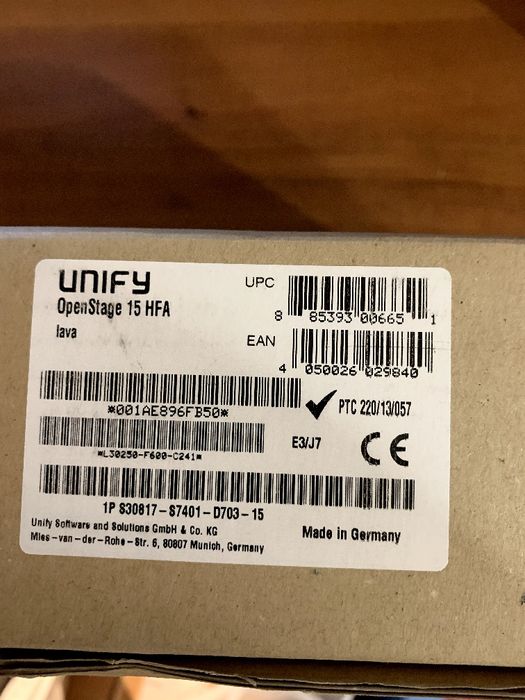 UNIFY
OpenStage 15 HFA
lava
UPC
8 85393 00665 1
EAN
4 050026 029840
*001AE896FB50*
PTC 220/13/057
*L30250-F600-C241*
E3/J7
CE
1P S30817-S7401-D703-15
Unify Software and Solutions GmbH & Co. KG
Mies-van-der-Rohe-Str. 6, 80807 Munich, Germany
Made in Germany